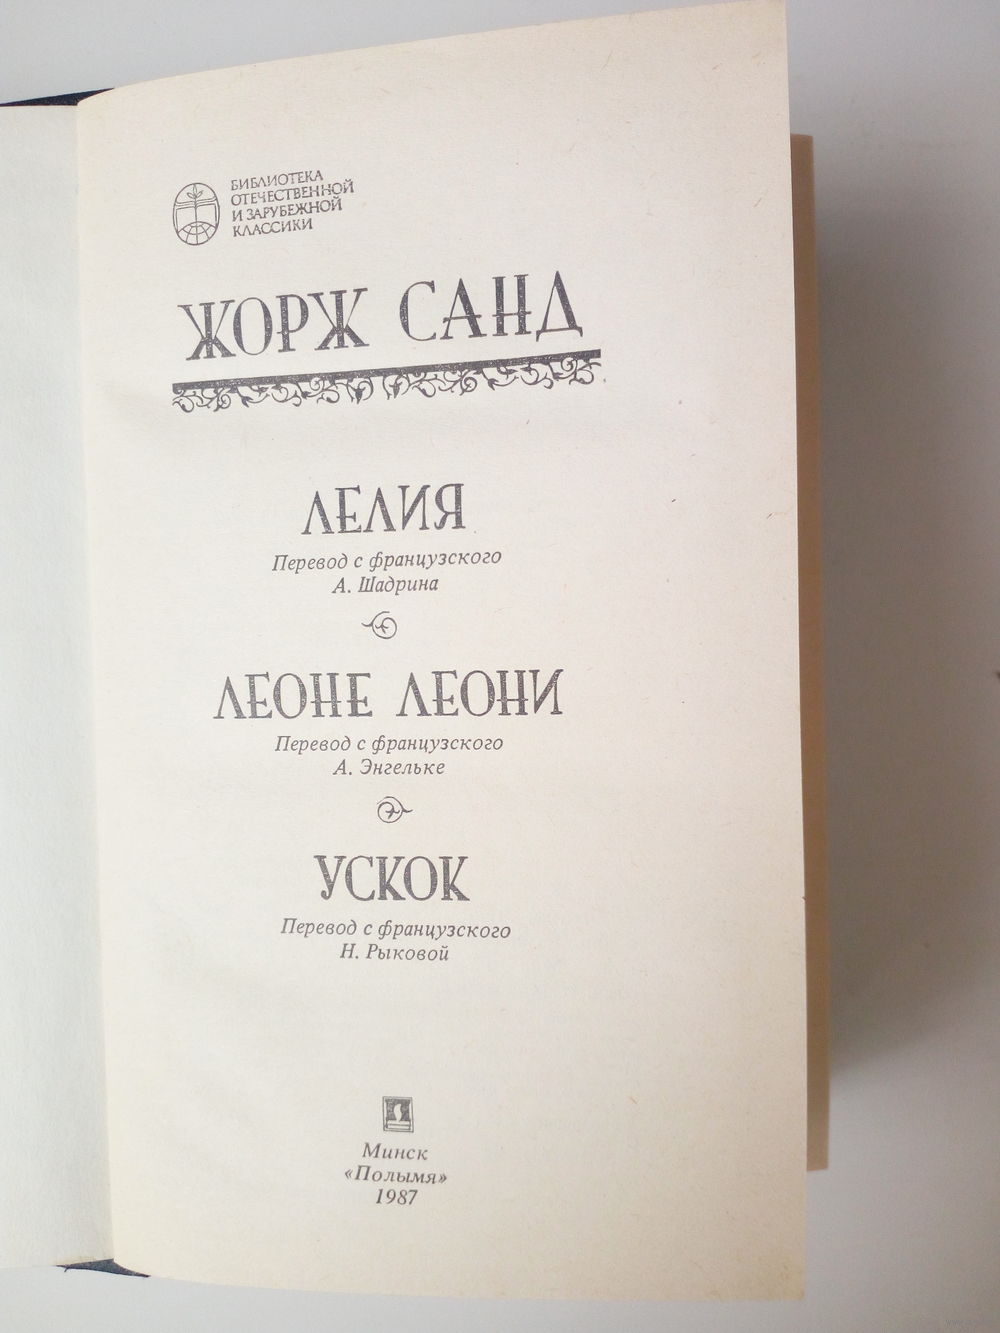 БИБЛИОТЕКА
ОТЕЧЕСТВЕННОЙ
И ЗАРУБЕЖНОЙ
КЛАССИКИ
ЖОРЖ САНД
ЛЕЛИЯ
Перевод с французского
А. Шадрина
ЛЕОНЕ ЛЕОНИ
Перевод с французского
А. Энгельке
УСКОК
Перевод с французского
Н. Рыковой
Минск
«Полымя»
1987